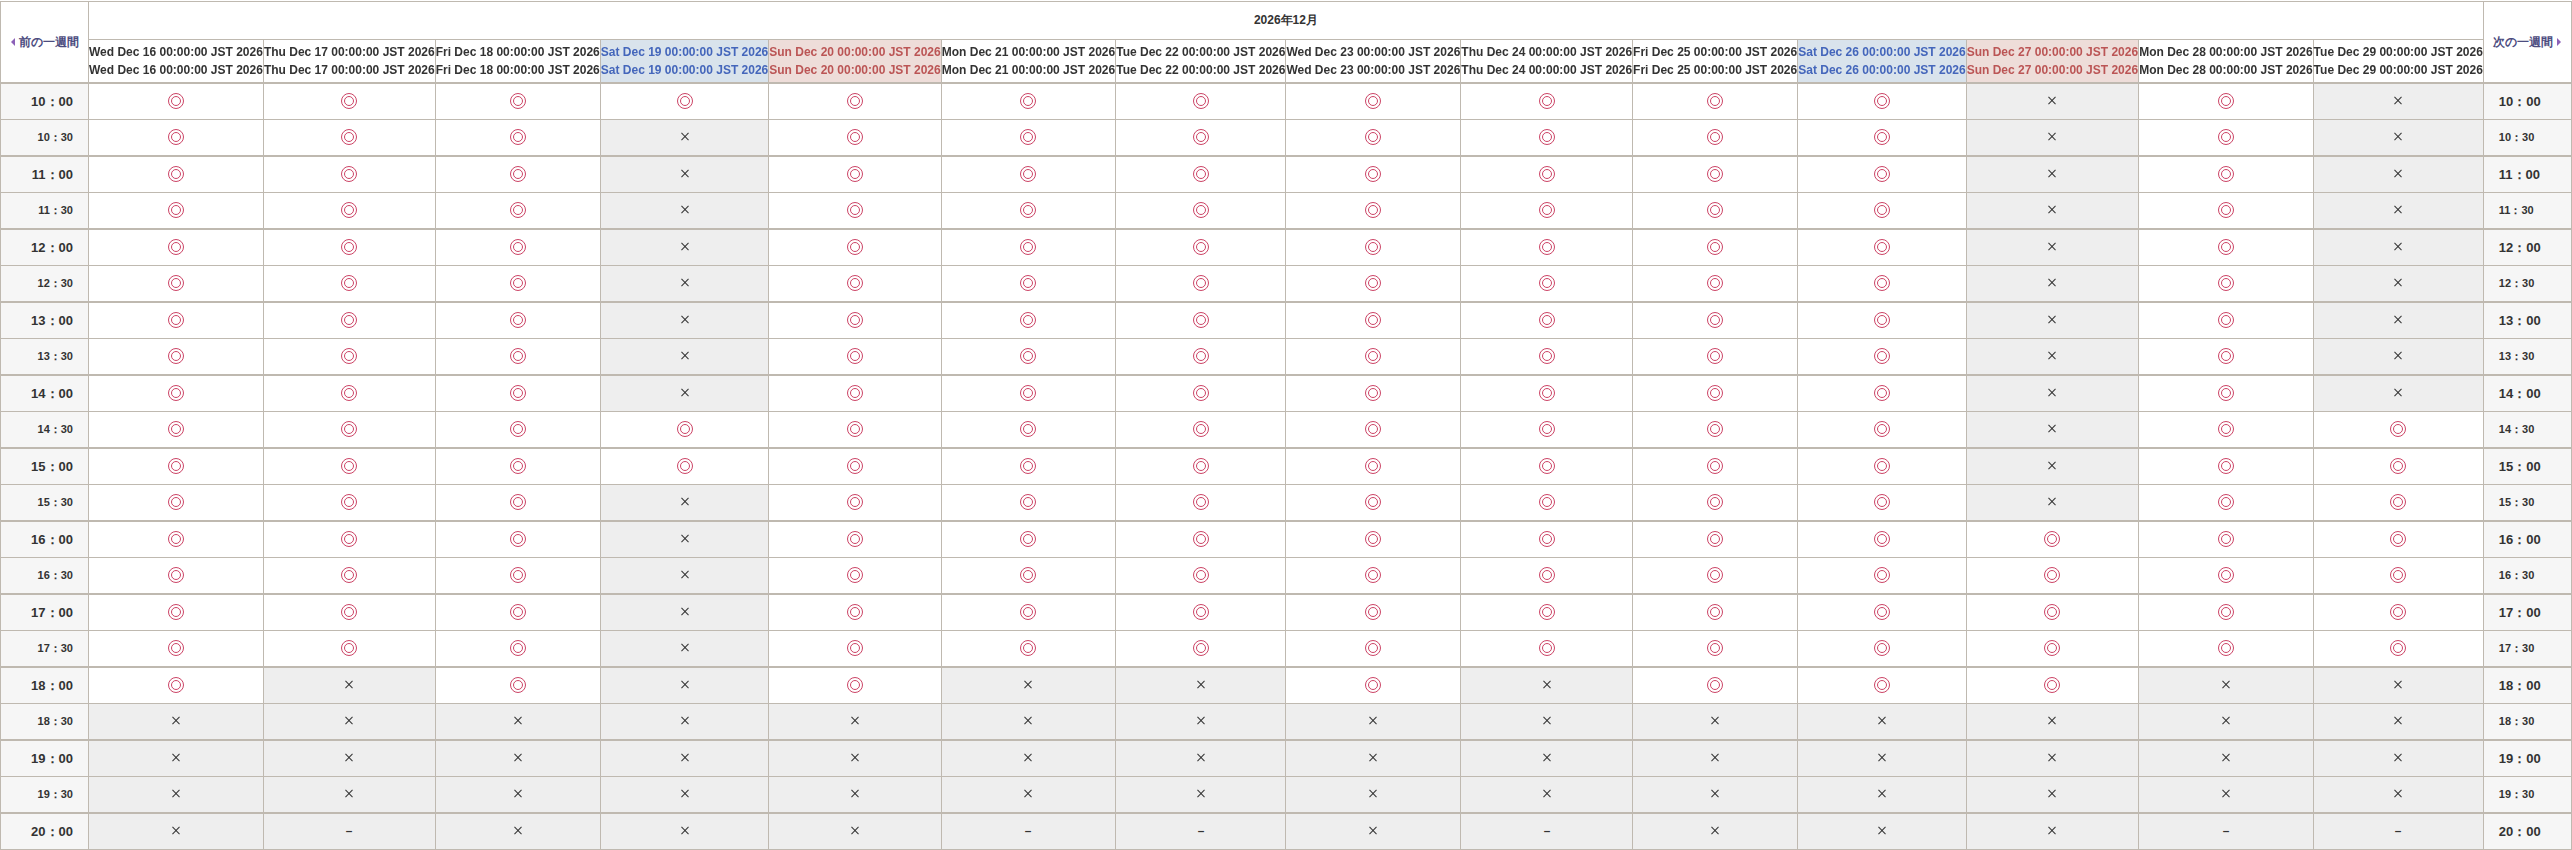 前の一週間
2026年12月
次の一週間
Wed Dec 16 00:00:00 JST 2026 Thu Dec 17 00:00:00 JST 2026 Fri Dec 18 00:00:00 JST 2026 Sat Dec 19 00:00:00 JST 2026 Sun Dec 20 00:00:00 JST 2026 Mon Dec 21 00:00:00 JST 2026 Tue Dec 22 00:00:00 JST 2026 Wed Dec 23 00:00:00 JST 2026 Thu Dec 24 00:00:00 JST 2026 Fri Dec 25 00:00:00 JST 2026 Sat Dec 26 00:00:00 JST 2026 Sun Dec 27 00:00:00 JST 2026 Mon Dec 28 00:00:00 JST 2026 Tue Dec 29 00:00:00 JST 2026
Wed Dec 16 00:00:00 JST 2026 Thu Dec 17 00:00:00 JST 2026 Fri Dec 18 00:00:00 JST 2026 Sat Dec 19 00:00:00 JST 2026 Sun Dec 20 00:00:00 JST 2026 Mon Dec 21 00:00:00 JST 2026 Tue Dec 22 00:00:00 JST 2026 Wed Dec 23 00:00:00 JST 2026 Thu Dec 24 00:00:00 JST 2026 Fri Dec 25 00:00:00 JST 2026 Sat Dec 26 00:00:00 JST 2026 Sun Dec 27 00:00:00 JST 2026 Mon Dec 28 00:00:00 JST 2026 Tue Dec 29 00:00:00 JST 2026
10：00 ◎ ◎ ◎ ◎ ◎ ◎ ◎ ◎ ◎ ◎ ◎ × ◎ × 10：00
10：30 ◎ ◎ ◎ × ◎ ◎ ◎ ◎ ◎ ◎ ◎ × ◎ × 10：30
11：00 ◎ ◎ ◎ × ◎ ◎ ◎ ◎ ◎ ◎ ◎ × ◎ × 11：00
11：30 ◎ ◎ ◎ × ◎ ◎ ◎ ◎ ◎ ◎ ◎ × ◎ × 11：30
12：00 ◎ ◎ ◎ × ◎ ◎ ◎ ◎ ◎ ◎ ◎ × ◎ × 12：00
12：30 ◎ ◎ ◎ × ◎ ◎ ◎ ◎ ◎ ◎ ◎ × ◎ × 12：30
13：00 ◎ ◎ ◎ × ◎ ◎ ◎ ◎ ◎ ◎ ◎ × ◎ × 13：00
13：30 ◎ ◎ ◎ × ◎ ◎ ◎ ◎ ◎ ◎ ◎ × ◎ × 13：30
14：00 ◎ ◎ ◎ × ◎ ◎ ◎ ◎ ◎ ◎ ◎ × ◎ × 14：00
14：30 ◎ ◎ ◎ ◎ ◎ ◎ ◎ ◎ ◎ ◎ ◎ × ◎ ◎ 14：30
15：00 ◎ ◎ ◎ ◎ ◎ ◎ ◎ ◎ ◎ ◎ ◎ × ◎ ◎ 15：00
15：30 ◎ ◎ ◎ × ◎ ◎ ◎ ◎ ◎ ◎ ◎ × ◎ ◎ 15：30
16：00 ◎ ◎ ◎ × ◎ ◎ ◎ ◎ ◎ ◎ ◎ ◎ ◎ ◎ 16：00
16：30 ◎ ◎ ◎ × ◎ ◎ ◎ ◎ ◎ ◎ ◎ ◎ ◎ ◎ 16：30
17：00 ◎ ◎ ◎ × ◎ ◎ ◎ ◎ ◎ ◎ ◎ ◎ ◎ ◎ 17：00
17：30 ◎ ◎ ◎ × ◎ ◎ ◎ ◎ ◎ ◎ ◎ ◎ ◎ ◎ 17：30
18：00 ◎ × ◎ × ◎ × × ◎ × ◎ ◎ ◎ × × 18：00
18：30 × × × × × × × × × × × × × × 18：30
19：00 × × × × × × × × × × × × × × 19：00
19：30 × × × × × × × × × × × × × × 19：30
20：00 × – × × × – – × – × × × – – 20：00